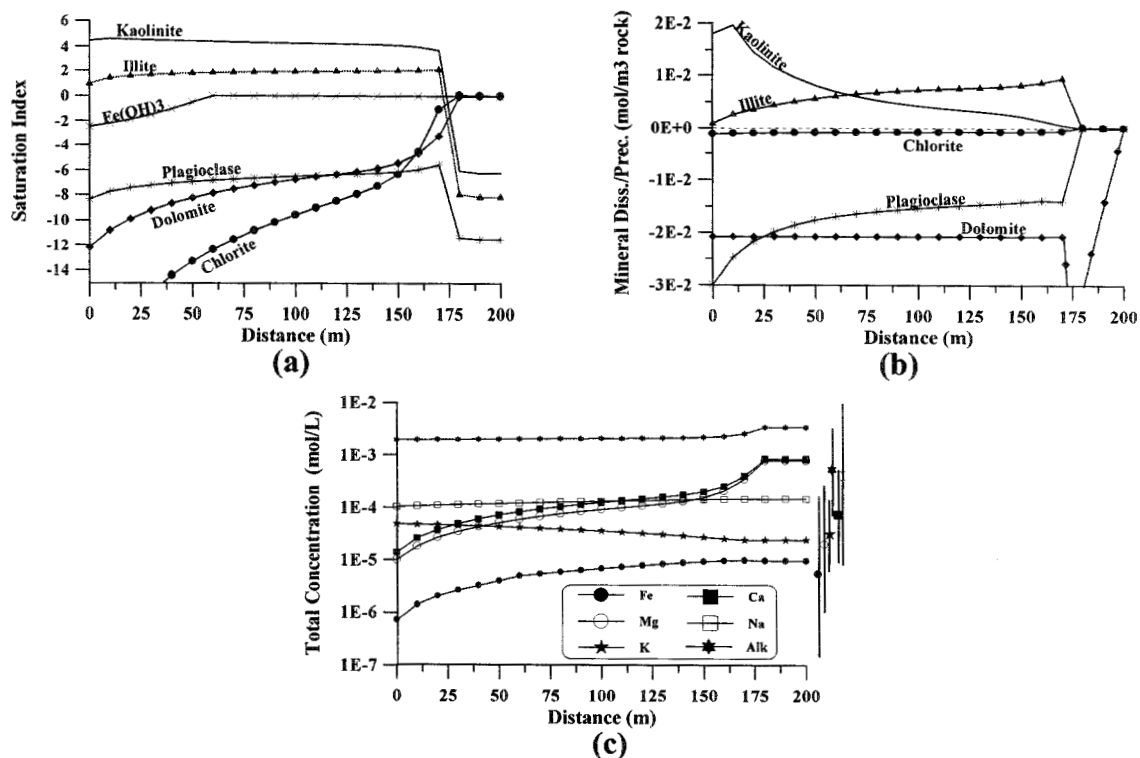 Saturation Index
6
4
2
0
-2
-4
-6
-8
-10
-12
-14
Kaolinite
Illite
Fe(OH)3
Plagioclase
Dolomite
Chlorite
0 25 50 75 100 125 150 175 200
Distance (m)
(a)
Mineral Diss./Prec. (mol/m3 rock)
2E-2
1E-2
0E+0
-1E-2
-2E-2
-3E-2
Kaolinite
Illite
Chlorite
Plagioclase
Dolomite
0 25 50 75 100 125 150 175 200
Distance (m)
(b)
Total Concentration (mol/L)
1E-2
1E-3
1E-4
1E-5
1E-6
1E-7
Fe Ca
Mg Na
K Alk
0 25 50 75 100 125 150 175 200
Distance (m)
(c)